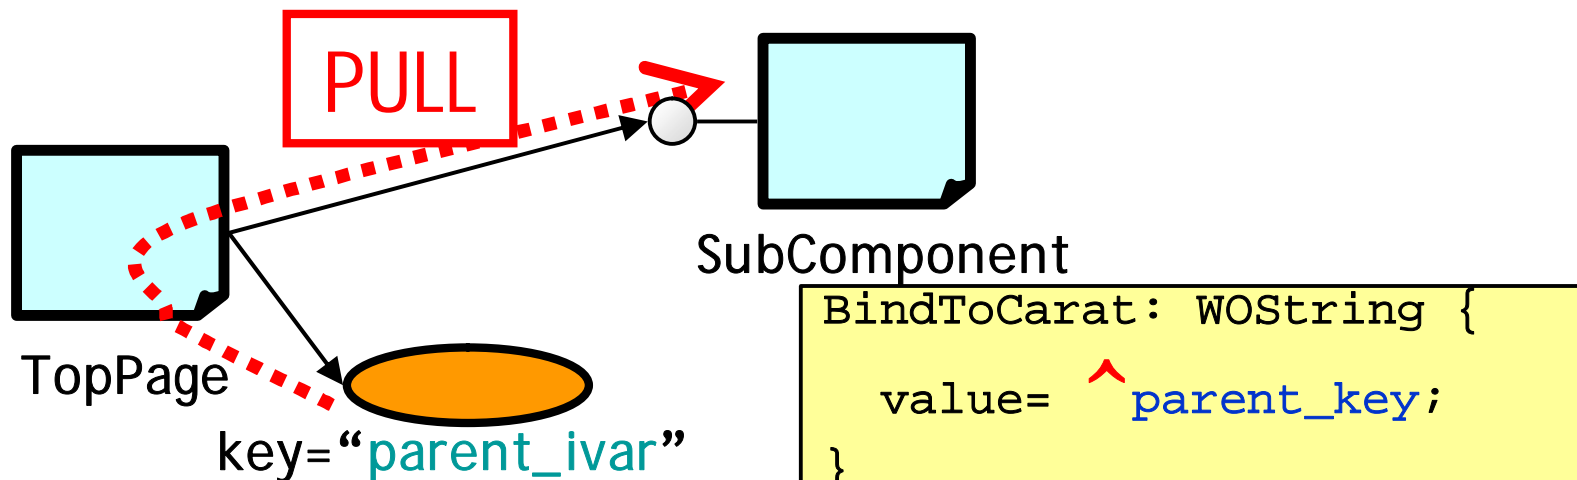 PULL
SubComponent
TopPage
key=“parent_ivar”
BindToCarat: WOString {
value= ^parent_key;
}